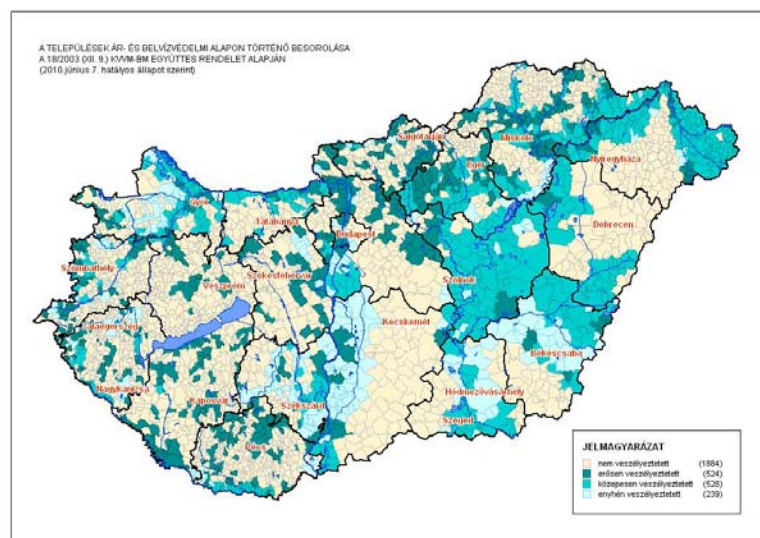 A TELEPÜLÉSEK ÁR- ÉS BELVÍZVÉDELMI ALAPON TÖRTÉNŐ BESOROLÁSA
A 18/2003 (XII. 9.) KVVM-BM EGYÜTTES RENDELET ALAPJÁN
(2010.június 7. hatályos állapot szerint)
Salgótarján
Miskolc
Eger
Nyíregyháza
Győr
Tatabánya
Budapest
Debrecen
Szombathely
Székesfehérvár
Veszprém
Szolnok
Zalaegerszeg
Kecskemét
Békéscsaba
Nagykanizsa
Kaposvár
Szekszárd
Hódmezővásárhely
Szeged
Pécs
JELMAGYARÁZAT
nem veszélyeztetett (1884)
erősen veszélyeztetett (524)
közepesen veszélyeztetett (528)
enyhén veszélyeztetett (239)